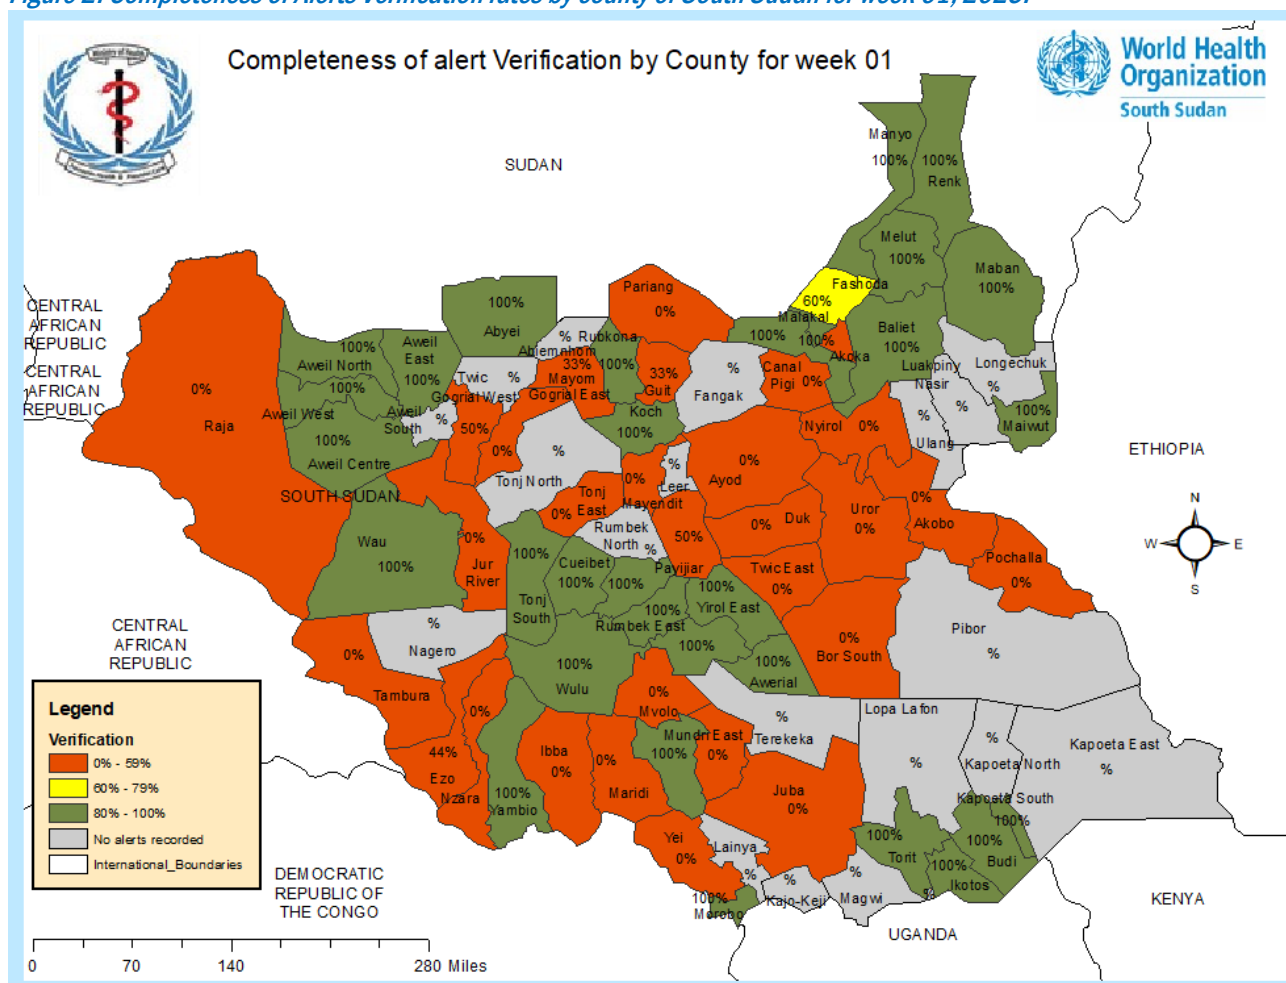 Completeness of alert Verification by County for week 01
Ministry of Health
World Health
Organization
South Sudan
SUDAN
Manyo
100%
100%
Renk
Melut
100%
Maban
100%
Fashoda
60%
Malakal
100%
100%
Baliet
100%
Akoka
Pariang
0%
100%
Abyei
%
Rubkona
Abiemnhom
100%
33%
Mayom
33%
Guit
%
Fangak
Canal
Pigi
0%
Luakpiny
Nasir
%
Longechuk
%
100%
Maiwut
%
Ulang
CENTRAL
AFRICAN
REPUBLIC
CENTRAL
AFRICAN
REPUBLIC
0%
Raja
100%
Aweil North
Aweil
East
100%
100%
Aweil West
Aweil
South
%
100%
Aweil Centre
Twic
%
Gogrial West
Gogrial East
50%
0%
Koch
100%
Nyirol
0%
ETHIOPIA
%
Tonj North
SOUTH SUDAN
Tonj
East
0%
0%
Mayendit
%
Leer
0%
Ayod
Rumbek
North
%
50%
Payijiar
0%
Duk
Uror
0%
0%
Akobo
Pochalla
0%
N
W
E
S
Wau
100%
0%
Jur
River
100%
Tonj
South
Cueibet
100%
100%
100%
Rumbek East
100%
Yirol East
100%
100%
Awerial
Twic East
0%
0%
Bor South
Pibor
%
CENTRAL
AFRICAN
REPUBLIC
%
Nagero
0%
Tambura
100%
Wulu
0%
Mvolo
%
Terekeka
Lopa Lafon
%
%
Kapoeta North
Kapoeta East
%
Kapoeta South
100%
44%
Ezo
0%
Nzara
100%
Yambio
Ibba
0%
0%
Maridi
100%
Mundri East
0%
Juba
0%
100%
Torit
100%
Budi
100%
Ikotos
%
Yei
0%
Lainya
%
%
Kajo-Keji
%
Magwi
100%
Morobo
Legend
Verification
0% - 59%
60% - 79%
80% - 100%
No alerts recorded
International_Boundaries
DEMOCRATIC
REPUBLIC OF
THE CONGO
UGANDA
KENYA
0
70
140
280 Miles